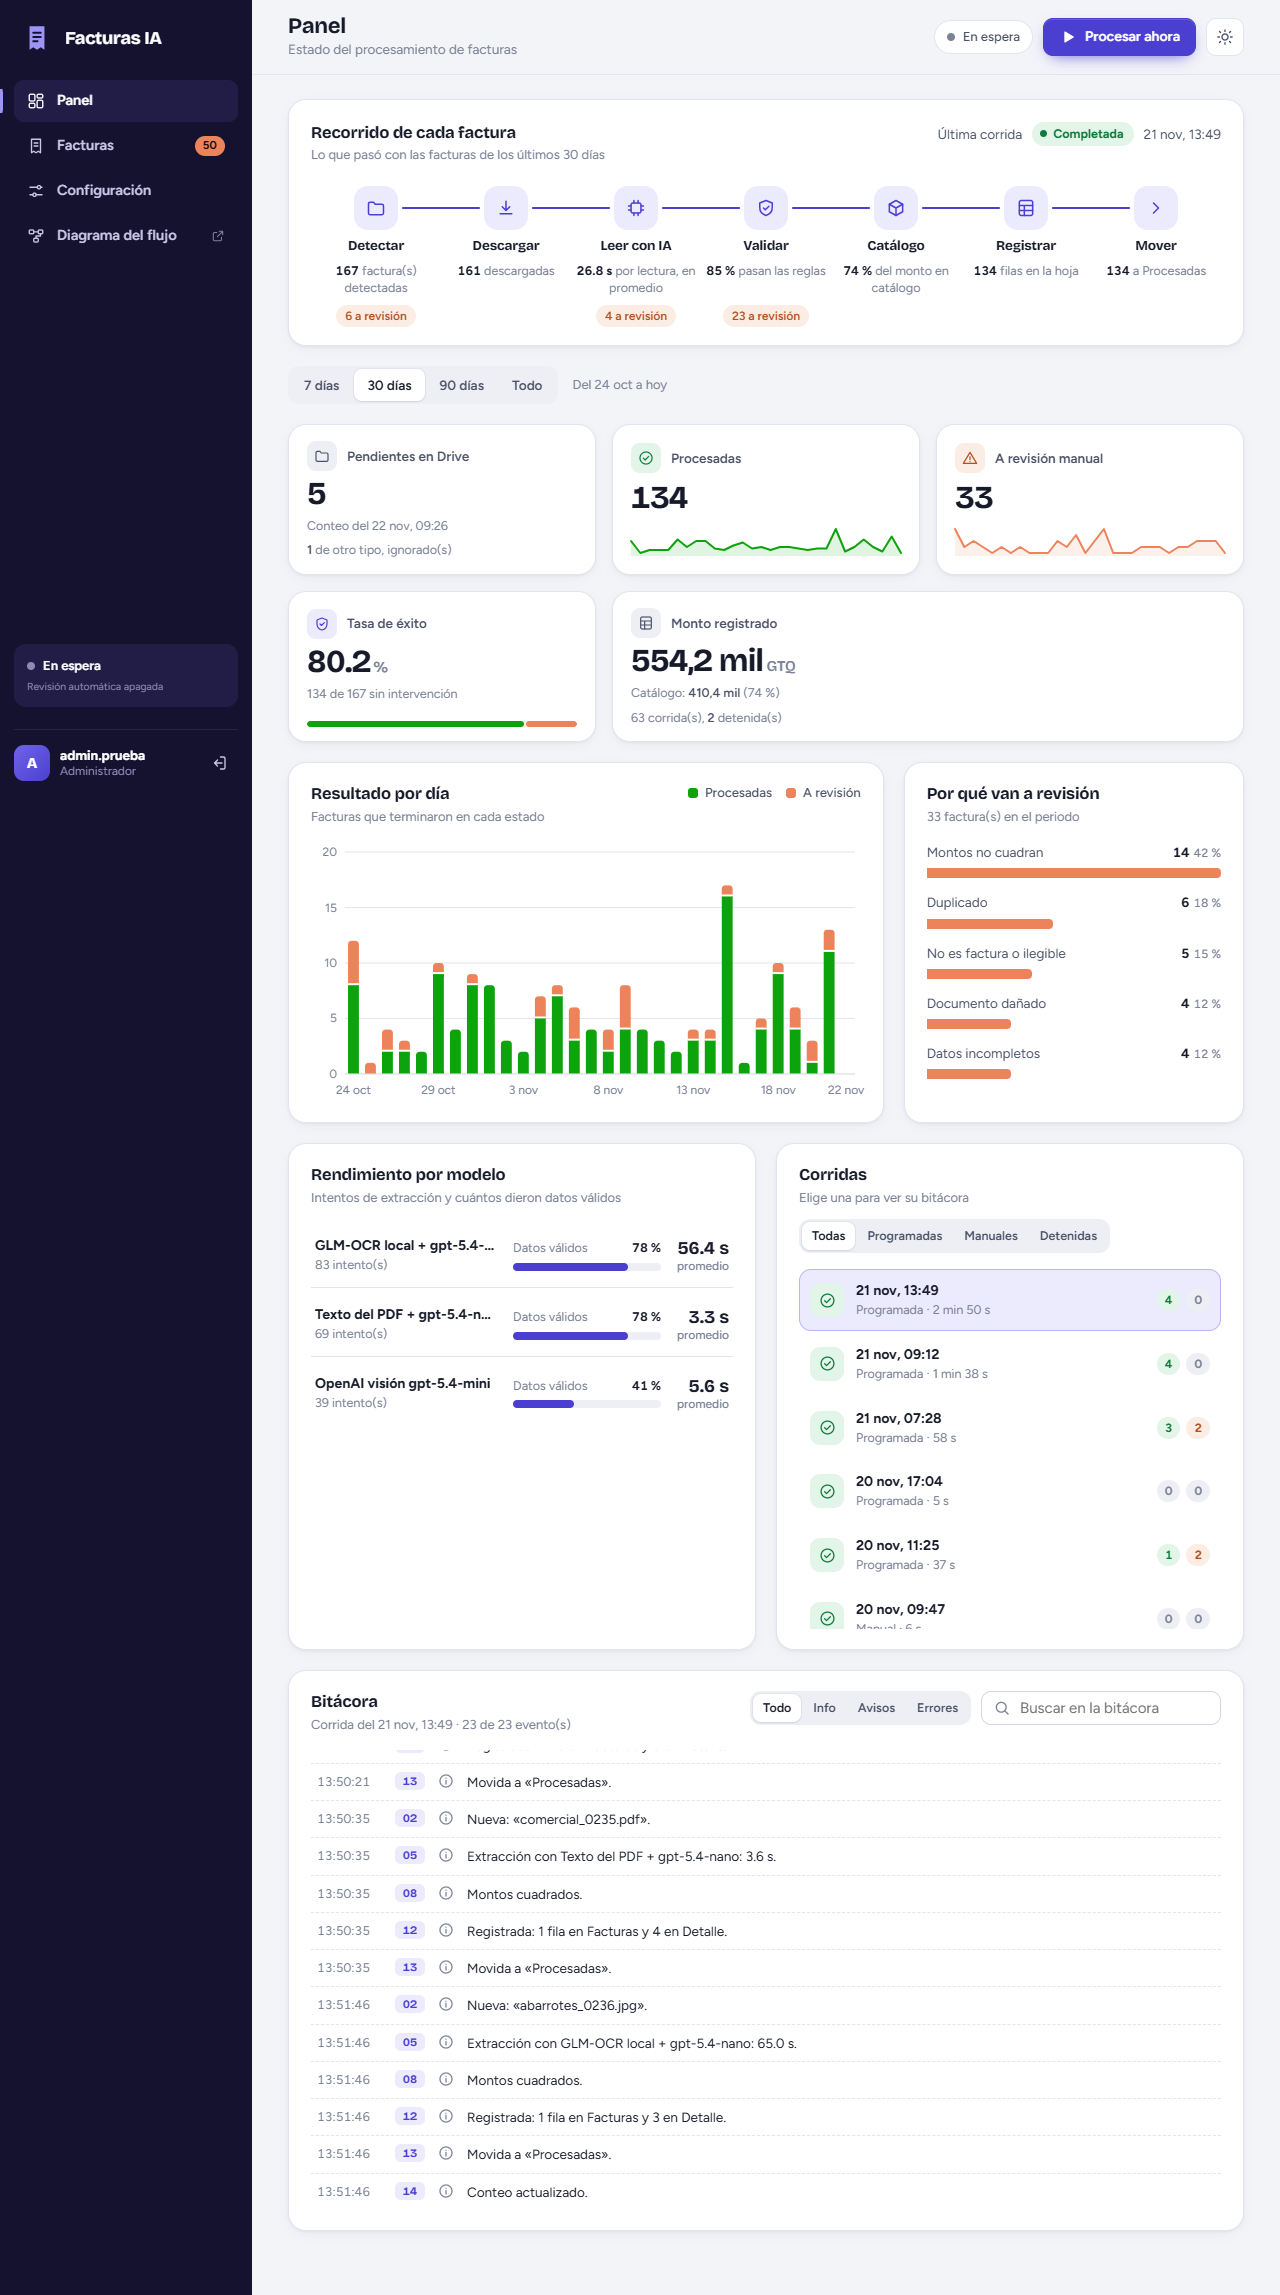 Facturas IA
Panel
Facturas 50
Configuración
Diagrama del flujo
En espera
Revisión automática apagada
A
admin.prueba
Administrador
Panel
Estado del procesamiento de facturas
En espera
Procesar ahora
Recorrido de cada factura
Lo que pasó con las facturas de los últimos 30 días
Última corrida Completada 21 nov, 13:49
Detectar
167 factura(s) detectadas
6 a revisión
Descargar
161 descargadas
Leer con IA
26.8 s por lectura, en promedio
4 a revisión
Validar
85 % pasan las reglas
23 a revisión
Catálogo
74 % del monto en catálogo
Registrar
134 filas en la hoja
Mover
134 a Procesadas
7 días 30 días 90 días Todo Del 24 oct a hoy
Pendientes en Drive
5
Conteo del 22 nov, 09:26
1 de otro tipo, ignorado(s)
Procesadas
134
A revisión manual
33
Tasa de éxito
80.2 %
134 de 167 sin intervención
Monto registrado
554,2 mil GTQ
Catálogo: 410,4 mil (74 %)
63 corrida(s), 2 detenida(s)
Resultado por día
Facturas que terminaron en cada estado
Procesadas A revisión
20
15
10
5
0
24 oct 29 oct 3 nov 8 nov 13 nov 18 nov 22 nov
Por qué van a revisión
33 factura(s) en el periodo
Montos no cuadran 14 42 %
Duplicado 6 18 %
No es factura o ilegible 5 15 %
Documento dañado 4 12 %
Datos incompletos 4 12 %
Rendimiento por modelo
Intentos de extracción y cuántos dieron datos válidos
GLM-OCR local + gpt-5.4-... Datos válidos 78 % 56.4 s
83 intento(s) promedio
Texto del PDF + gpt-5.4-n... Datos válidos 78 % 3.3 s
69 intento(s) promedio
OpenAI visión gpt-5.4-mini Datos válidos 41 % 5.6 s
39 intento(s) promedio
Corridas
Elige una para ver su bitácora
Todas Programadas Manuales Detenidas
21 nov, 13:49 4 0
Programada · 2 min 50 s
21 nov, 09:12 4 0
Programada · 1 min 38 s
21 nov, 07:28 3 2
Programada · 58 s
20 nov, 17:04 0 0
Programada · 5 s
20 nov, 11:25 1 2
Programada · 37 s
20 nov, 09:47 0 0
Manual · 6 s
Bitácora
Corrida del 21 nov, 13:49 · 23 de 23 evento(s)
Todo Info Avisos Errores
Buscar en la bitácora
13:50:21 13 Movida a «Procesadas».
13:50:35 02 Nueva: «comercial_0235.pdf».
13:50:35 05 Extracción con Texto del PDF + gpt-5.4-nano: 3.6 s.
13:50:35 08 Montos cuadrados.
13:50:35 12 Registrada: 1 fila en Facturas y 4 en Detalle.
13:50:35 13 Movida a «Procesadas».
13:51:46 02 Nueva: «abarrotes_0236.jpg».
13:51:46 05 Extracción con GLM-OCR local + gpt-5.4-nano: 65.0 s.
13:51:46 08 Montos cuadrados.
13:51:46 12 Registrada: 1 fila en Facturas y 3 en Detalle.
13:51:46 13 Movida a «Procesadas».
13:51:46 14 Conteo actualizado.